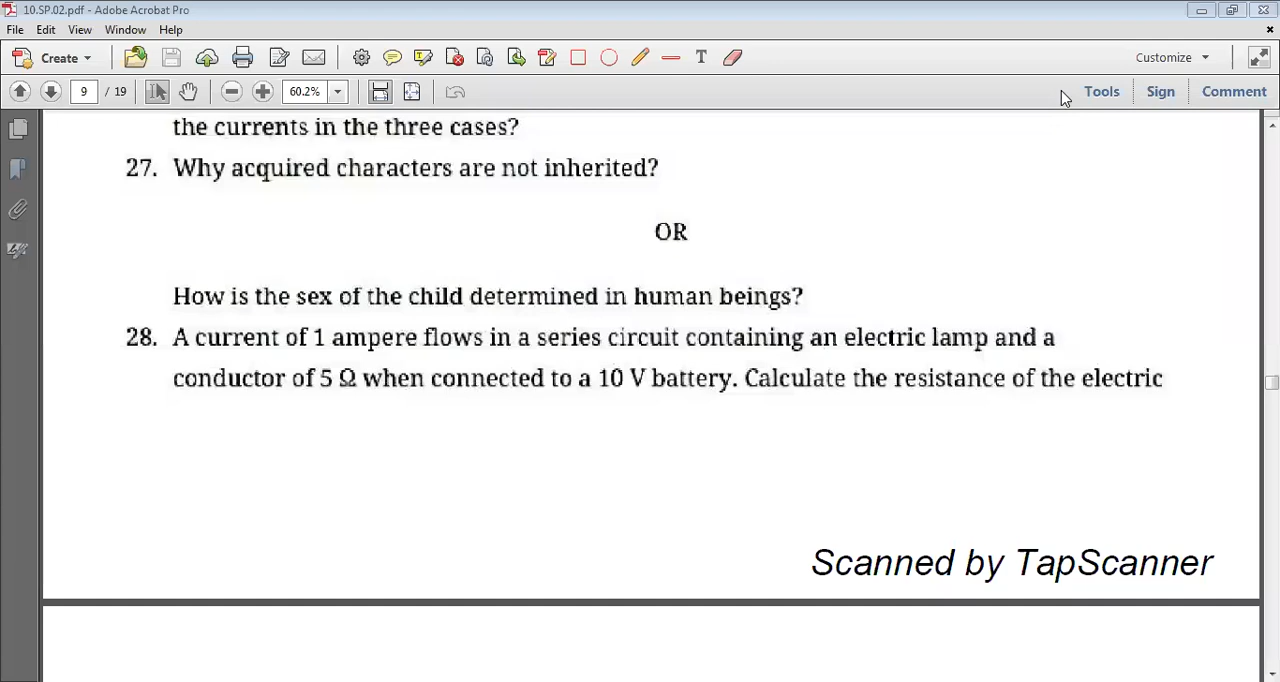 10.SP.02.pdf - Adobe Acrobat Pro
File Edit View Window Help
Create Customize
9 / 19 60.2% Tools Sign Comment
the currents in the three cases?
27. Why acquired characters are not inherited?
OR
How is the sex of the child determined in human beings?
28. A current of 1 ampere flows in a series circuit containing an electric lamp and a
conductor of 5 Ω when connected to a 10 V battery. Calculate the resistance of the electric
Scanned by TapScanner